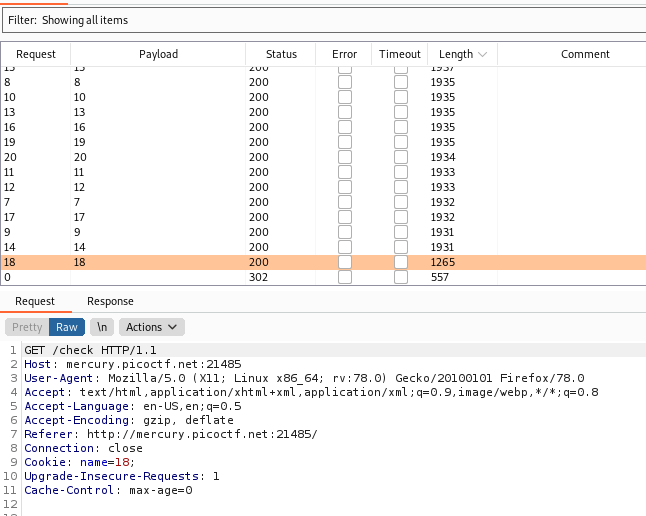 Filter: Showing all items
Request Payload Status Error Timeout Length Comment
15 15 200 1937
8 8 200 1935
10 10 200 1935
13 13 200 1935
16 16 200 1935
19 19 200 1935
20 20 200 1934
11 11 200 1933
12 12 200 1933
7 7 200 1932
17 17 200 1932
9 9 200 1931
14 14 200 1931
18 18 200 1265
0 302 557
Request Response
Pretty Raw \n Actions
1 GET /check HTTP/1.1
2 Host: mercury.picoctf.net:21485
3 User-Agent: Mozilla/5.0 (X11; Linux x86_64; rv:78.0) Gecko/20100101 Firefox/78.0
4 Accept: text/html,application/xhtml+xml,application/xml;q=0.9,image/webp,*/*;q=0.8
5 Accept-Language: en-US,en;q=0.5
6 Accept-Encoding: gzip, deflate
7 Referer: http://mercury.picoctf.net:21485/
8 Connection: close
9 Cookie: name=18;
10 Upgrade-Insecure-Requests: 1
11 Cache-Control: max-age=0
12